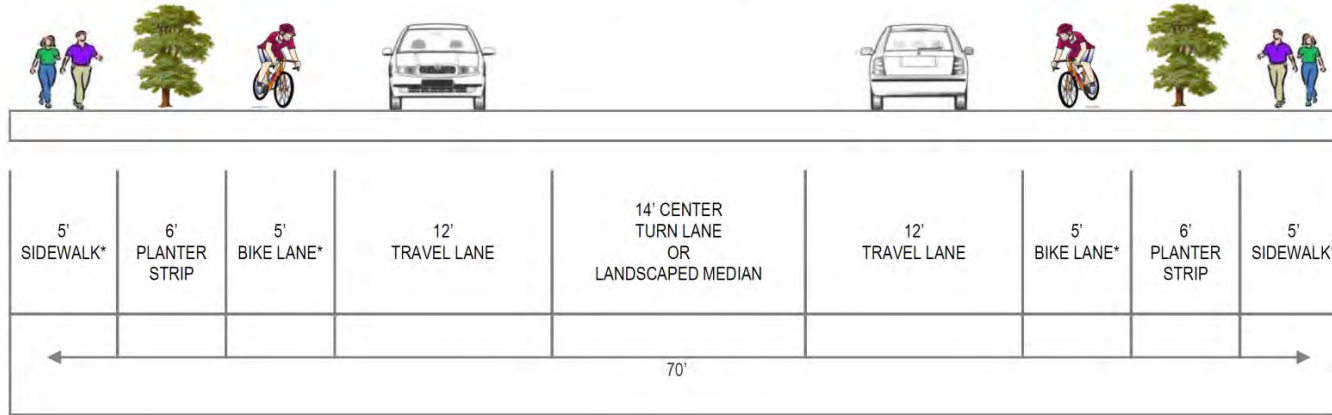 5'
SIDEWALK*
6'
PLANTER
STRIP
5'
BIKE LANE*
12'
TRAVEL LANE
14' CENTER
TURN LANE
OR
LANDSCAPED MEDIAN
12'
TRAVEL LANE
5'
BIKE LANE*
6'
PLANTER
STRIP
5'
SIDEWALK*
70'